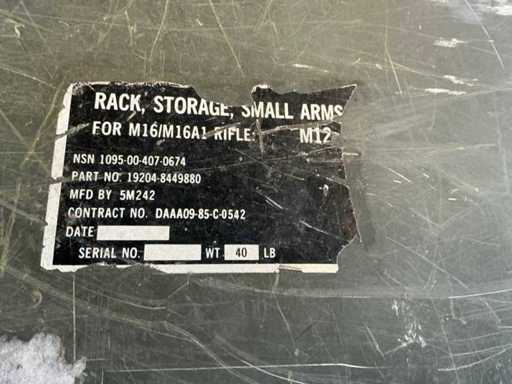 RACK, STORAGE, SMALL ARMS
FOR M16/M16A1 RIFLE: M12
NSN 1095-00-407-0674
PART NO. 19204-8449880
MFD BY 5M242
CONTRACT NO. DAAA09-85-C-0542
DATE
SERIAL NO. WT. 40 LB